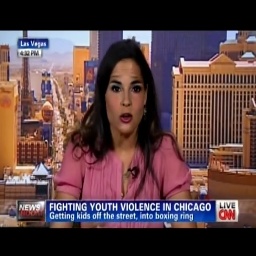 Las Vegas
4:32 PM
FIGHTING YOUTH VIOLENCE IN CHICAGO
Getting kids off the street, into boxing ring
NEWS
LIVE
CNN